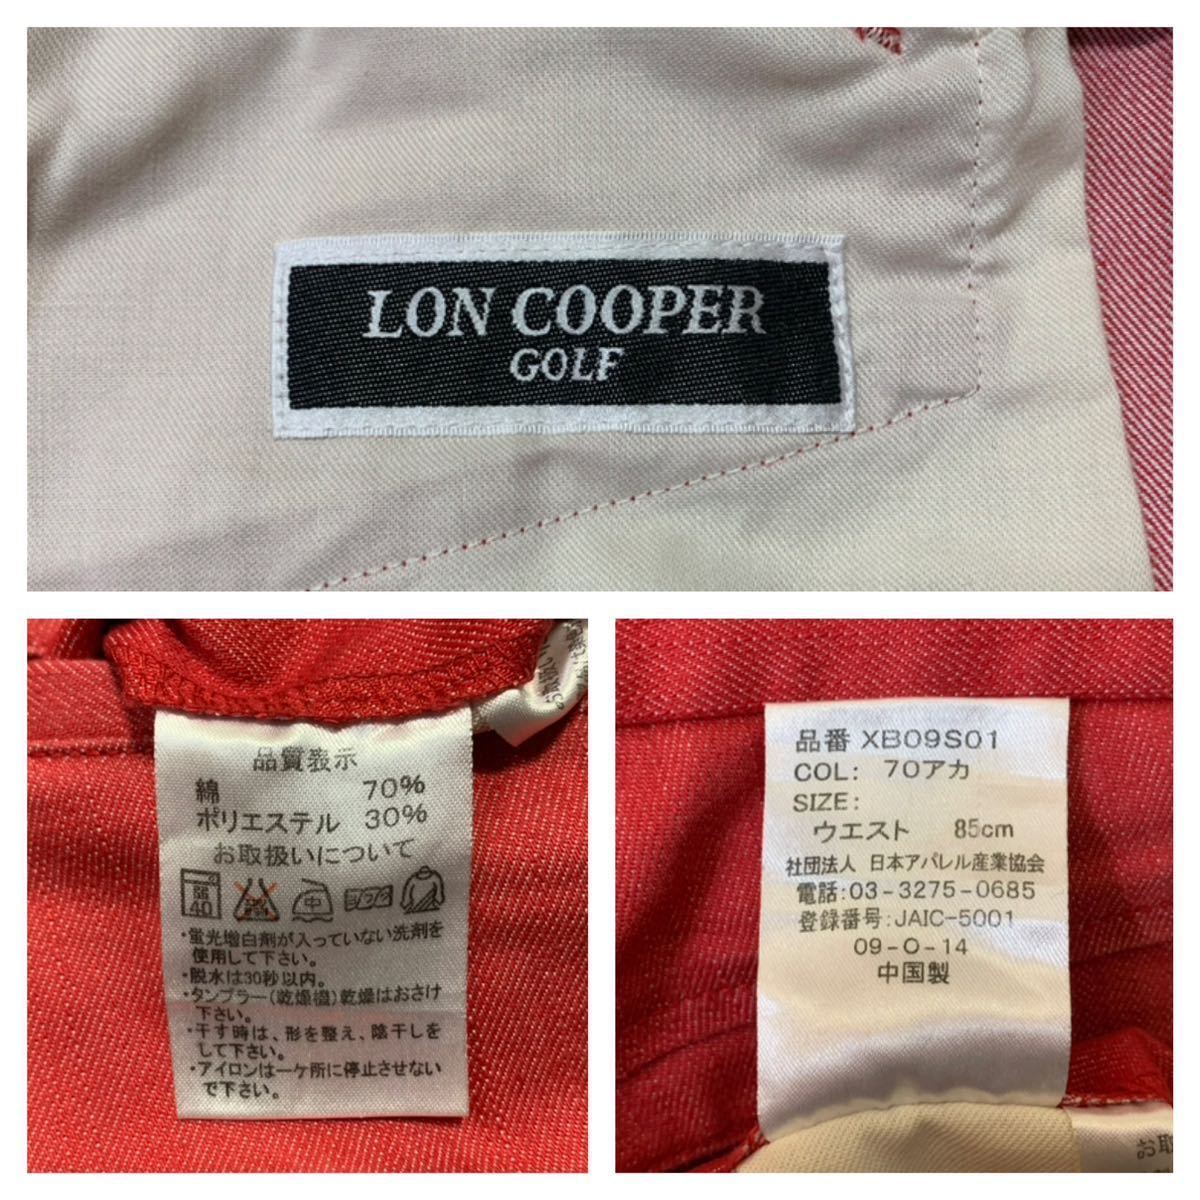 LON COOPER
GOLF
品質表示
綿 70%
ポリエステル 30%
お取扱いについて
弱
40
中
・蛍光増白剤が入っていない洗剤を
使用して下さい。
・脱水は30秒以内。
・タンブラー(乾燥機)乾燥はおさけ
下さい。
・干す時は、形を整え、陰干しを
して下さい。
・アイロンは一ケ所に停止させない
で下さい。
品番 XB09S01
COL: 70アカ
SIZE:
ウエスト 85cm
社団法人 日本アパレル産業協会
電話:03-3275-0685
登録番号:JAIC-5001
09-O-14
中国製
お取